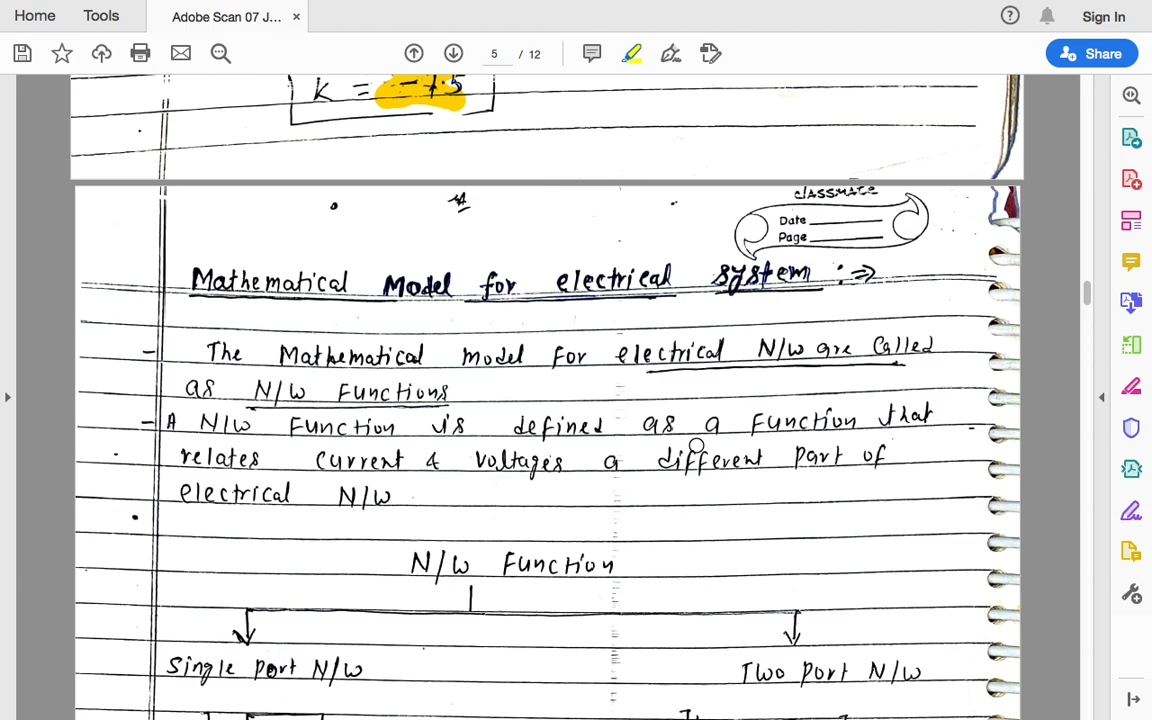 Home Tools Adobe Scan 07 J... × Sign In
5 / 12 Share
K = -7.5
CLASSMATE
Date
Page
Mathematical Model for electrical system :⇒
- The Mathematical model for electrical N/W are called
as N/W Functions
- A N/W Function is defined as a Function that
relates current & voltages a different part of
electrical N/W
N/W Function
Single port N/W Two port N/W